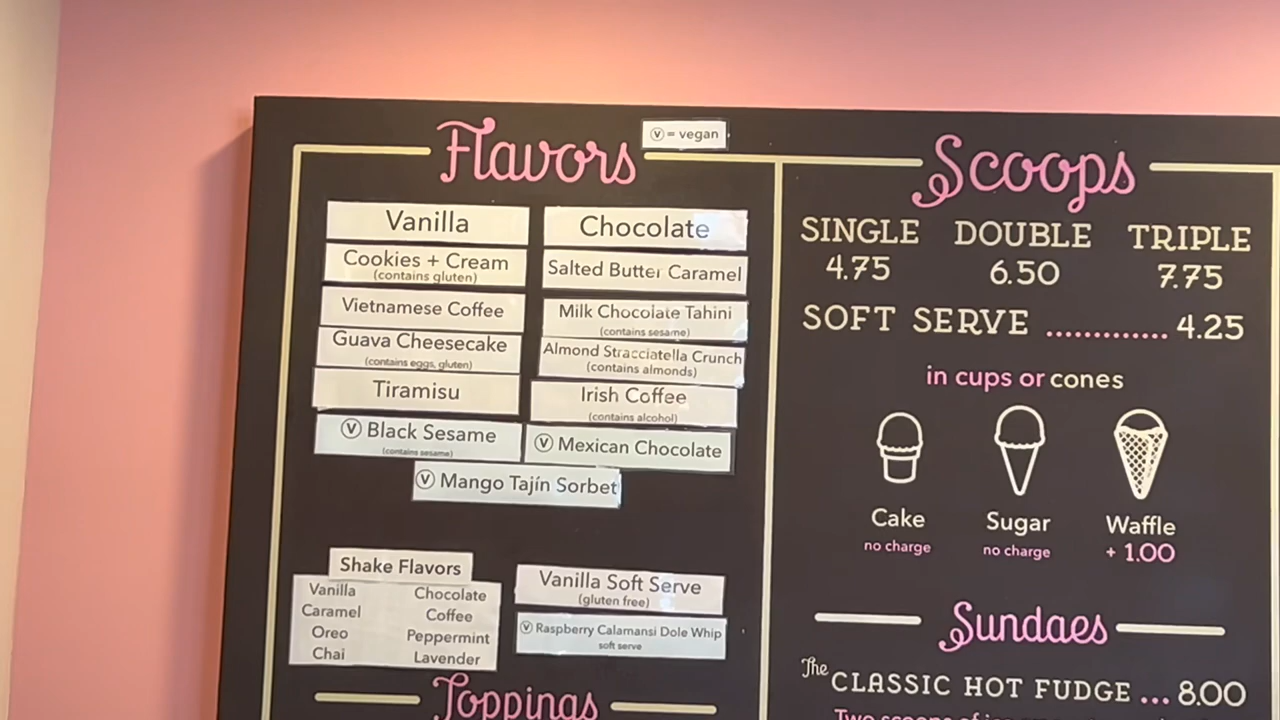 Flavors
Ⓥ = vegan
Vanilla
Chocolate
Cookies + Cream
(contains gluten)
Salted Butter Caramel
Vietnamese Coffee
Milk Chocolate Tahini
(contains sesame)
Guava Cheesecake
(contains eggs, gluten)
Almond Stracciatella Crunch
(contains almonds)
Tiramisu
Irish Coffee
(contains alcohol)
Ⓥ Black Sesame
(contains sesame)
Ⓥ Mexican Chocolate
Ⓥ Mango Tajín Sorbet
Shake Flavors
Vanilla Chocolate
Caramel Coffee
Oreo Peppermint
Chai Lavender
Vanilla Soft Serve
(gluten free)
Ⓥ Raspberry Calamansi Dole Whip
soft serve
Toppings
Scoops
SINGLE DOUBLE TRIPLE
4.75 6.50 7.75
SOFT SERVE ............. 4.25
in cups or cones
Cake Sugar Waffle
no charge no charge + 1.00
Sundaes
The CLASSIC HOT FUDGE ... 8.00
Two scoops of